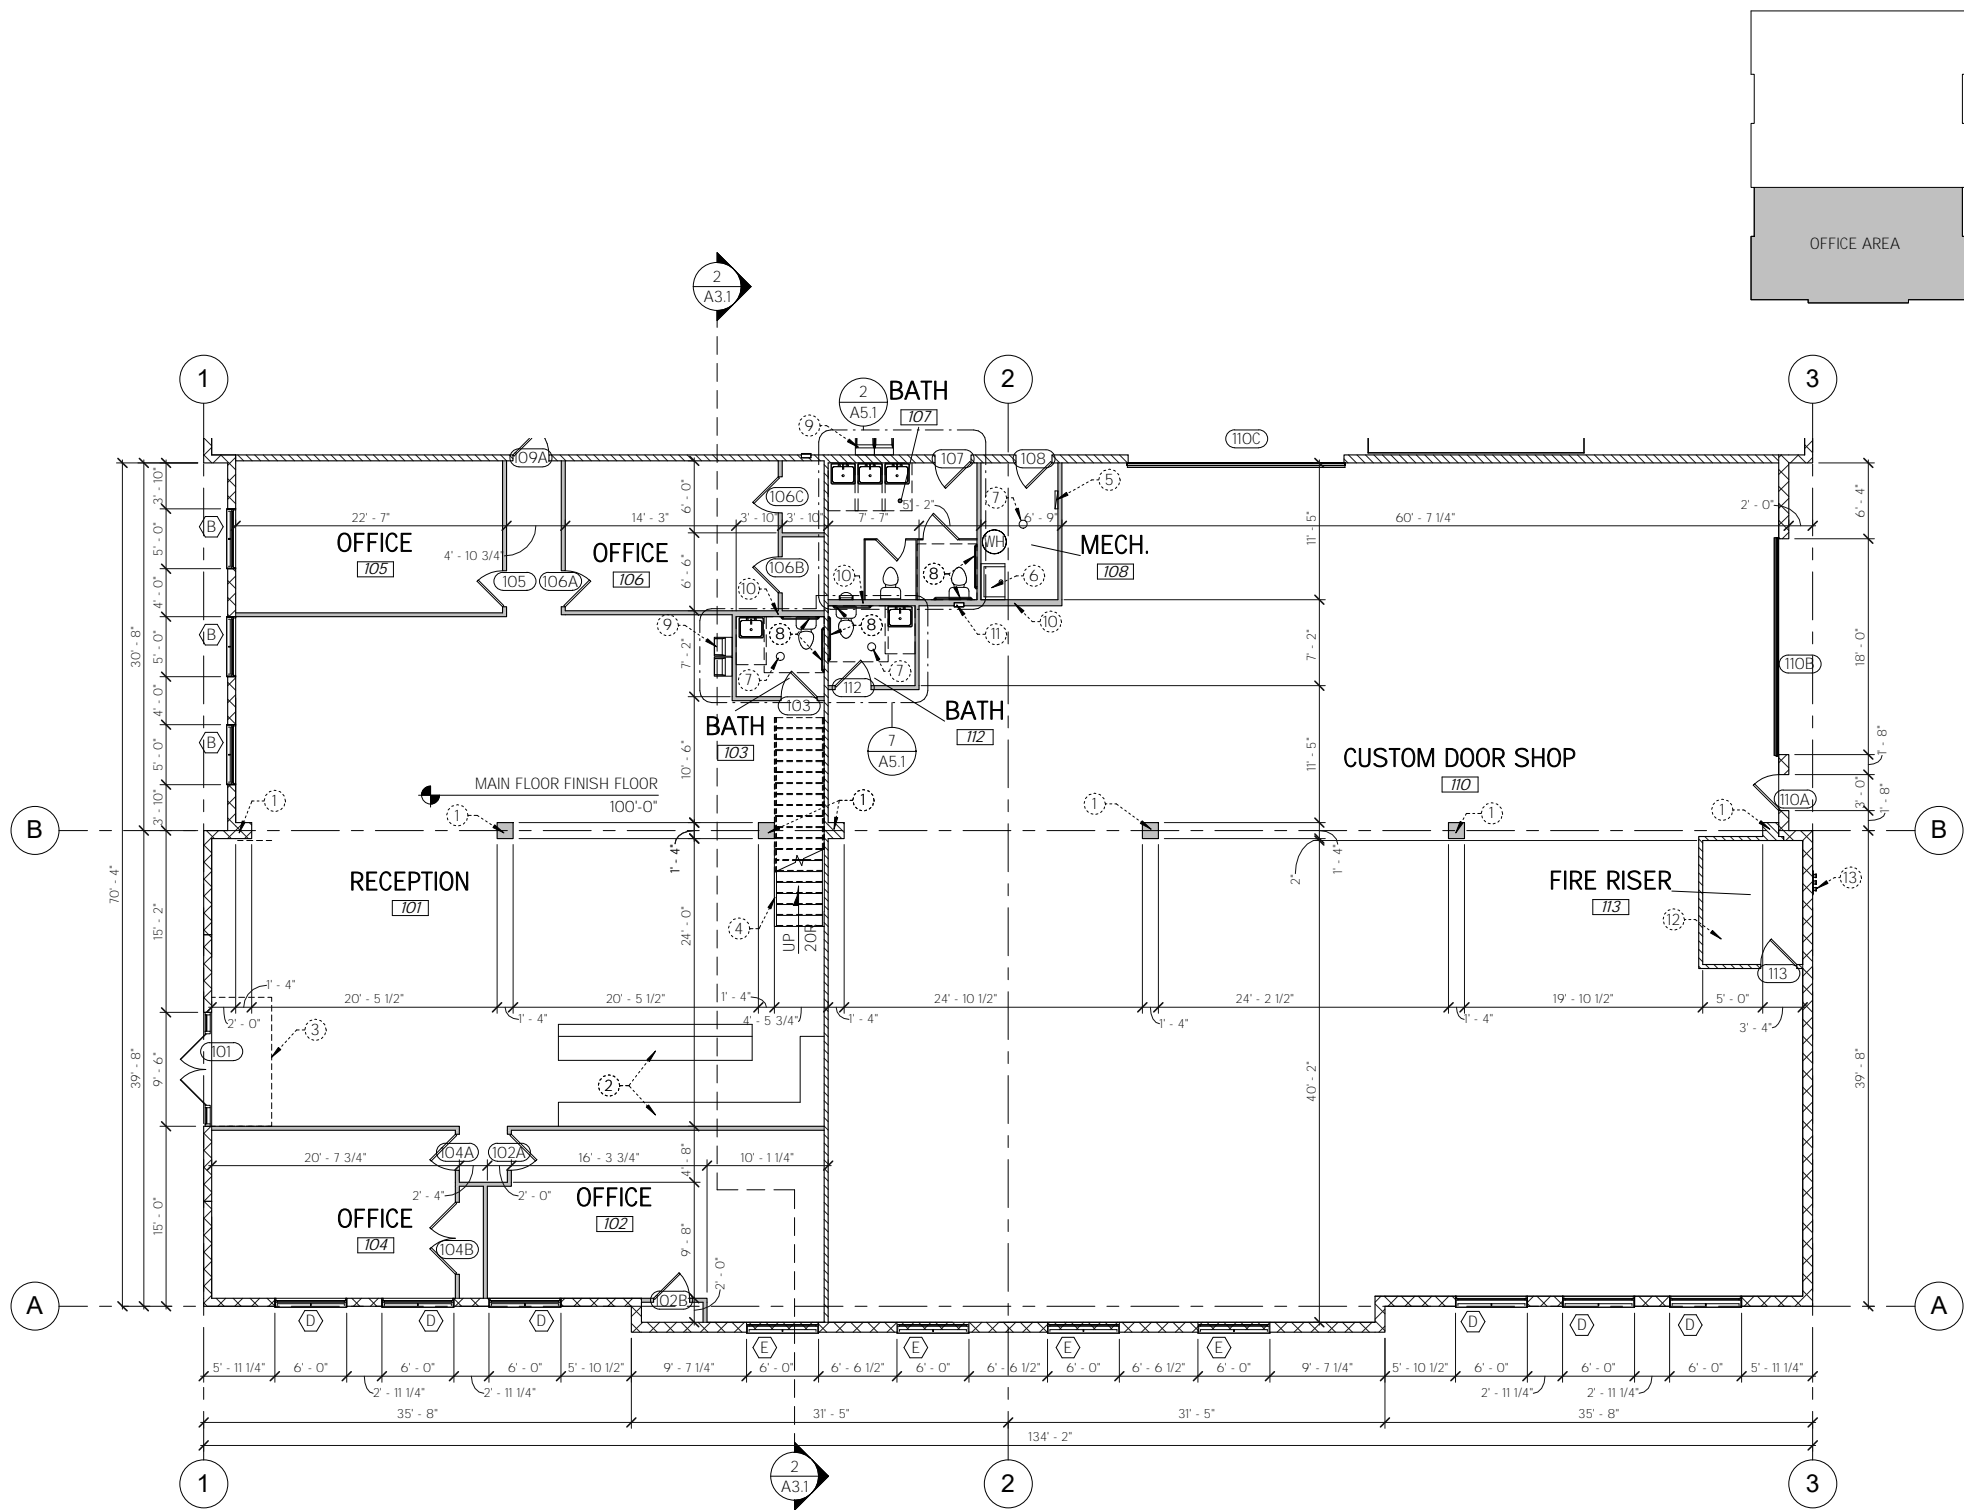 OFFICE AREA
2
A3.1
1
2
A5.1
BATH
107
2
3
9
110C
109A
107
108
106C
5
7
3' - 10"
6' - 0"
5' - 2"
22' - 7"
14' - 3"
3' - 10"
3' - 10"
7' - 7"
6' - 9"
60' - 7 1/4"
2' - 0"
6' - 4"
11' - 5"
B
OFFICE
105
4' - 10 3/4"
OFFICE
106
WH
MECH.
108
5' - 0"
6' - 6"
106B
105
106A
10
10
8
8
6
4' - 0"
30' - 8"
B
9
8
8
11
10
5' - 0"
7' - 2"
7
7
7' - 2"
18' - 0"
110B
112
103
4' - 0"
BATH
103
BATH
112
7
A5.1
B
5' - 0"
10' - 6"
11' - 5"
CUSTOM DOOR SHOP
110
1' - 8"
MAIN FLOOR FINISH FLOOR
100'-0"
3' - 10"
1
1
1
1
1
1
110A
3' - 0"
1' - 8"
B
B
1' - 4"
1' - 4"
2"
70' - 4"
RECEPTION
101
FIRE RISER
113
13
12
15' - 2"
24' - 0"
4
UP
20R
113
1' - 4"
20' - 5 1/2"
20' - 5 1/2"
1' - 4"
24' - 10 1/2"
24' - 2 1/2"
19' - 10 1/2"
5' - 0"
2' - 0"
1' - 4"
4' - 5 3/4"
1' - 4"
1' - 4"
1' - 4"
3' - 4"
3
101
39' - 8"
9' - 6"
2
40' - 2"
39' - 8"
104A
102A
20' - 7 3/4"
16' - 3 3/4"
10' - 1 1/4"
4' - 8"
2' - 4"
2' - 0"
OFFICE
102
OFFICE
104
15' - 0"
104B
9' - 8"
2' - 0"
102B
A
A
D
D
D
E
E
E
E
D
D
D
5' - 11 1/4"
6' - 0"
6' - 0"
6' - 0"
5' - 10 1/2"
9' - 7 1/4"
6' - 0"
6' - 6 1/2"
6' - 0"
6' - 6 1/2"
6' - 0"
6' - 6 1/2"
6' - 0"
9' - 7 1/4"
5' - 10 1/2"
6' - 0"
6' - 0"
6' - 0"
5' - 11 1/4"
2' - 11 1/4"
2' - 11 1/4"
2' - 11 1/4"
2' - 11 1/4"
35' - 8"
31' - 5"
31' - 5"
35' - 8"
134' - 2"
1
2
A3.1
2
3